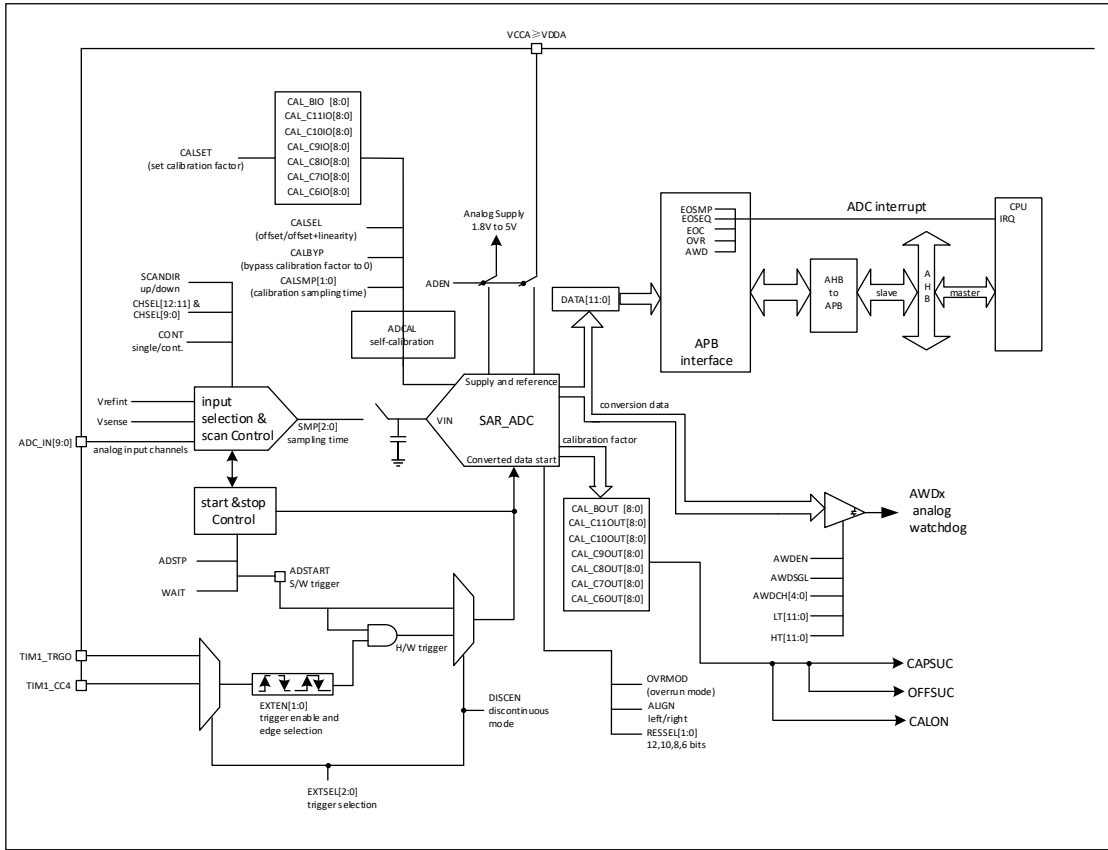 VCCA≥VDDA
CAL_BIO [8:0]
CAL_C11IO[8:0]
CAL_C10IO[8:0]
CAL_C9IO[8:0]
CAL_C8IO[8:0]
CAL_C7IO[8:0]
CAL_C6IO[8:0]
CALSET
(set calibration factor)
CALSEL
(offset/offset+linearity)
CALBYP
(bypass calibration factor to 0)
CALSMP[1:0]
(calibration sampling time)
Analog Supply
1.8V to 5V
ADEN
SCANDIR
up/down
CHSEL[12:11] &
CHSEL[9:0]
CONT
single/cont.
ADCAL
self-calibration
EOSMP
EOSEQ
EOC
OVR
AWD
APB
interface
ADC interrupt
CPU
IRQ
AHB
to
APB
slave
A
H
B
master
DATA[11:0]
Vrefint
Vsense
ADC_IN[9:0]
analog input channels
input
selection &
scan Control
SMP[2:0]
sampling time
VIN
Supply and reference
SAR_ADC
Converted data start
conversion data
calibration factor
start &stop
Control
ADSTP
WAIT
ADSTART
S/W trigger
CAL_BOUT [8:0]
CAL_C11OUT[8:0]
CAL_C10OUT[8:0]
CAL_C9OUT[8:0]
CAL_C8OUT[8:0]
CAL_C7OUT[8:0]
CAL_C6OUT[8:0]
AWDx
analog
watchdog
AWDEN
AWDSGL
AWDCH[4:0]
LT[11:0]
HT[11:0]
TIM1_TRGO
TIM1_CC4
H/W trigger
EXTEN[1:0]
trigger enable and
edge selection
DISCEN
discontinuous
mode
OVRMOD
(overrun mode)
ALIGN
left/right
RESSEL[1:0]
12,10,8,6 bits
CAPSUC
OFFSUC
CALON
EXTSEL[2:0]
trigger selection